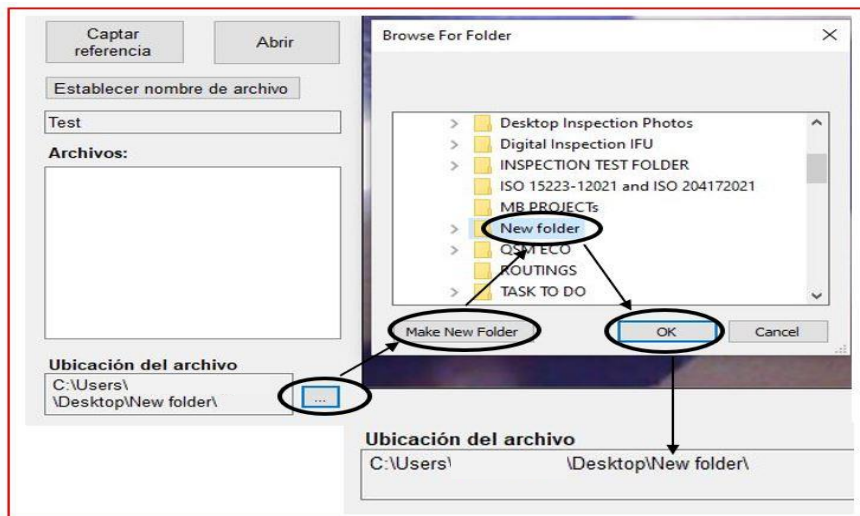 Captar
referencia
Abrir
Establecer nombre de archivo
Test
Archivos:
Ubicación del archivo
C:\Users\
\Desktop\New folder\
...
Browse For Folder
Desktop Inspection Photos
Digital Inspection IFU
INSPECTION TEST FOLDER
ISO 15223-12021 and ISO 204172021
MB PROJECTs
New folder
QSM ECO
ROUTINGS
TASK TO DO
Make New Folder
OK
Cancel
Ubicación del archivo
C:\Users\ \Desktop\New folder\